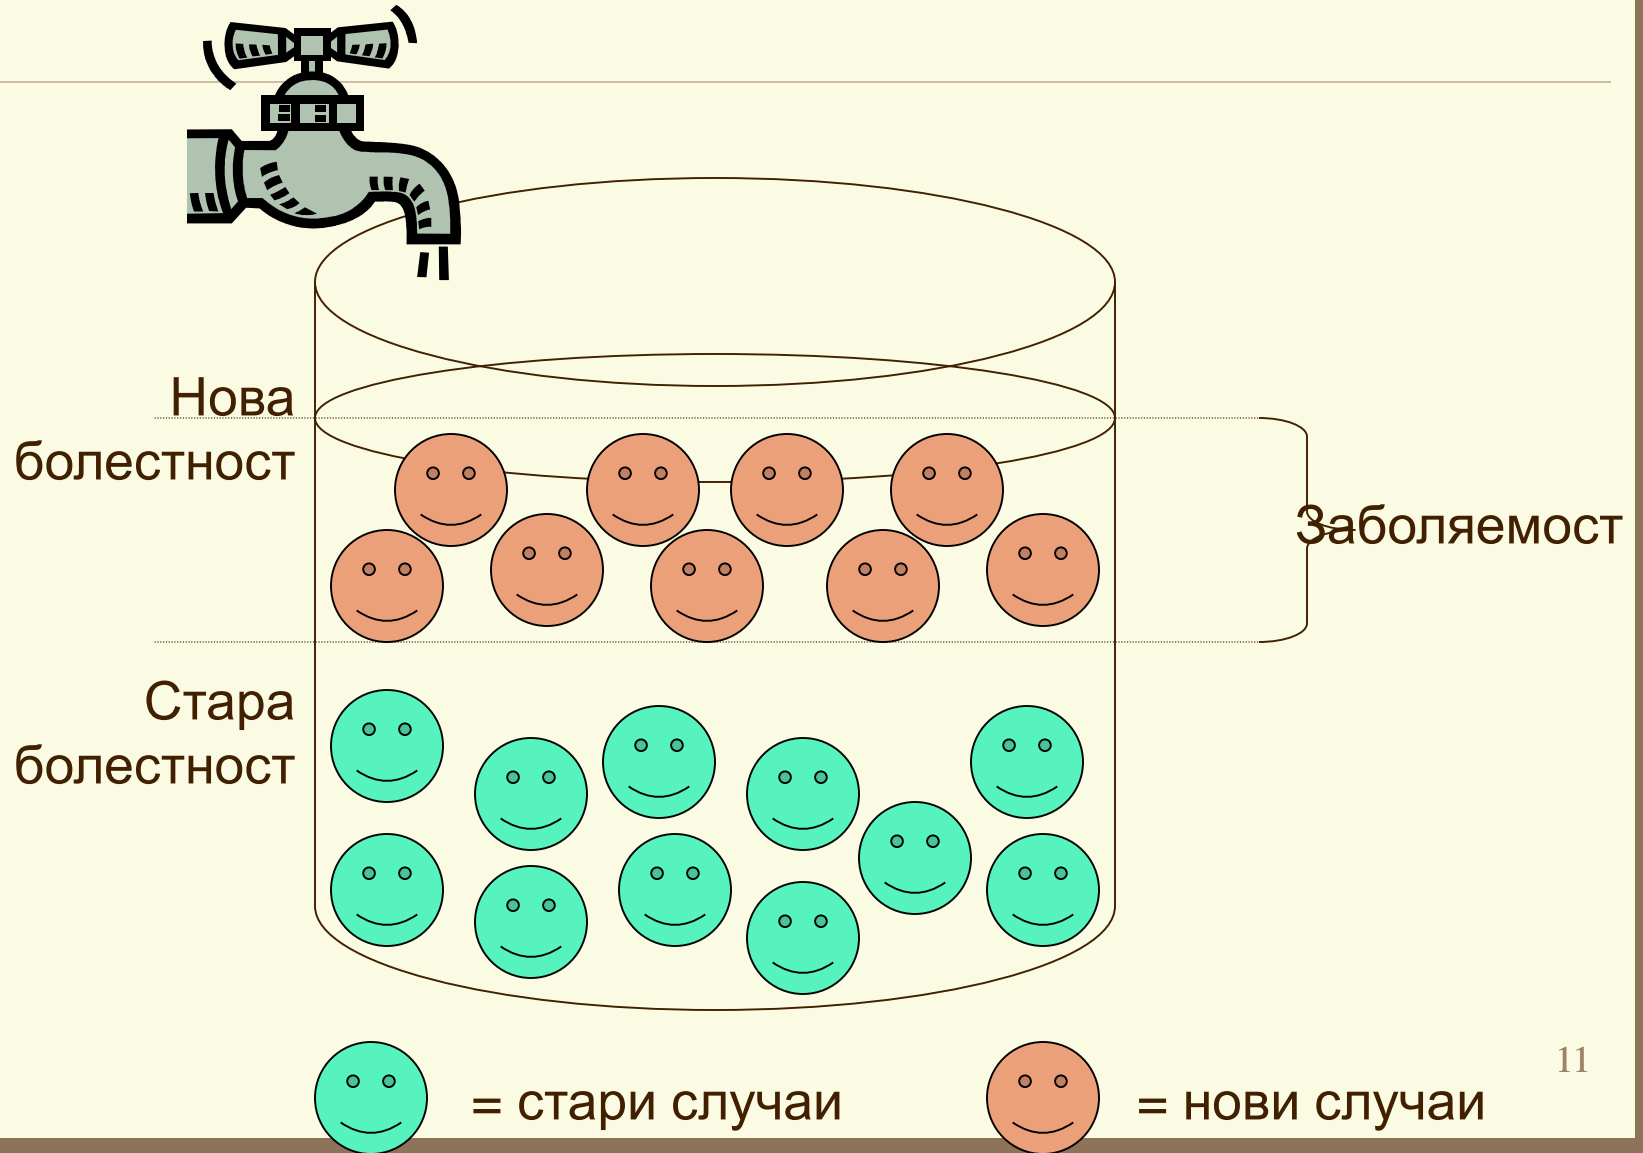 Нова
болестност
Заболяемост
Стара
болестност
= стари случаи
= нови случаи
11